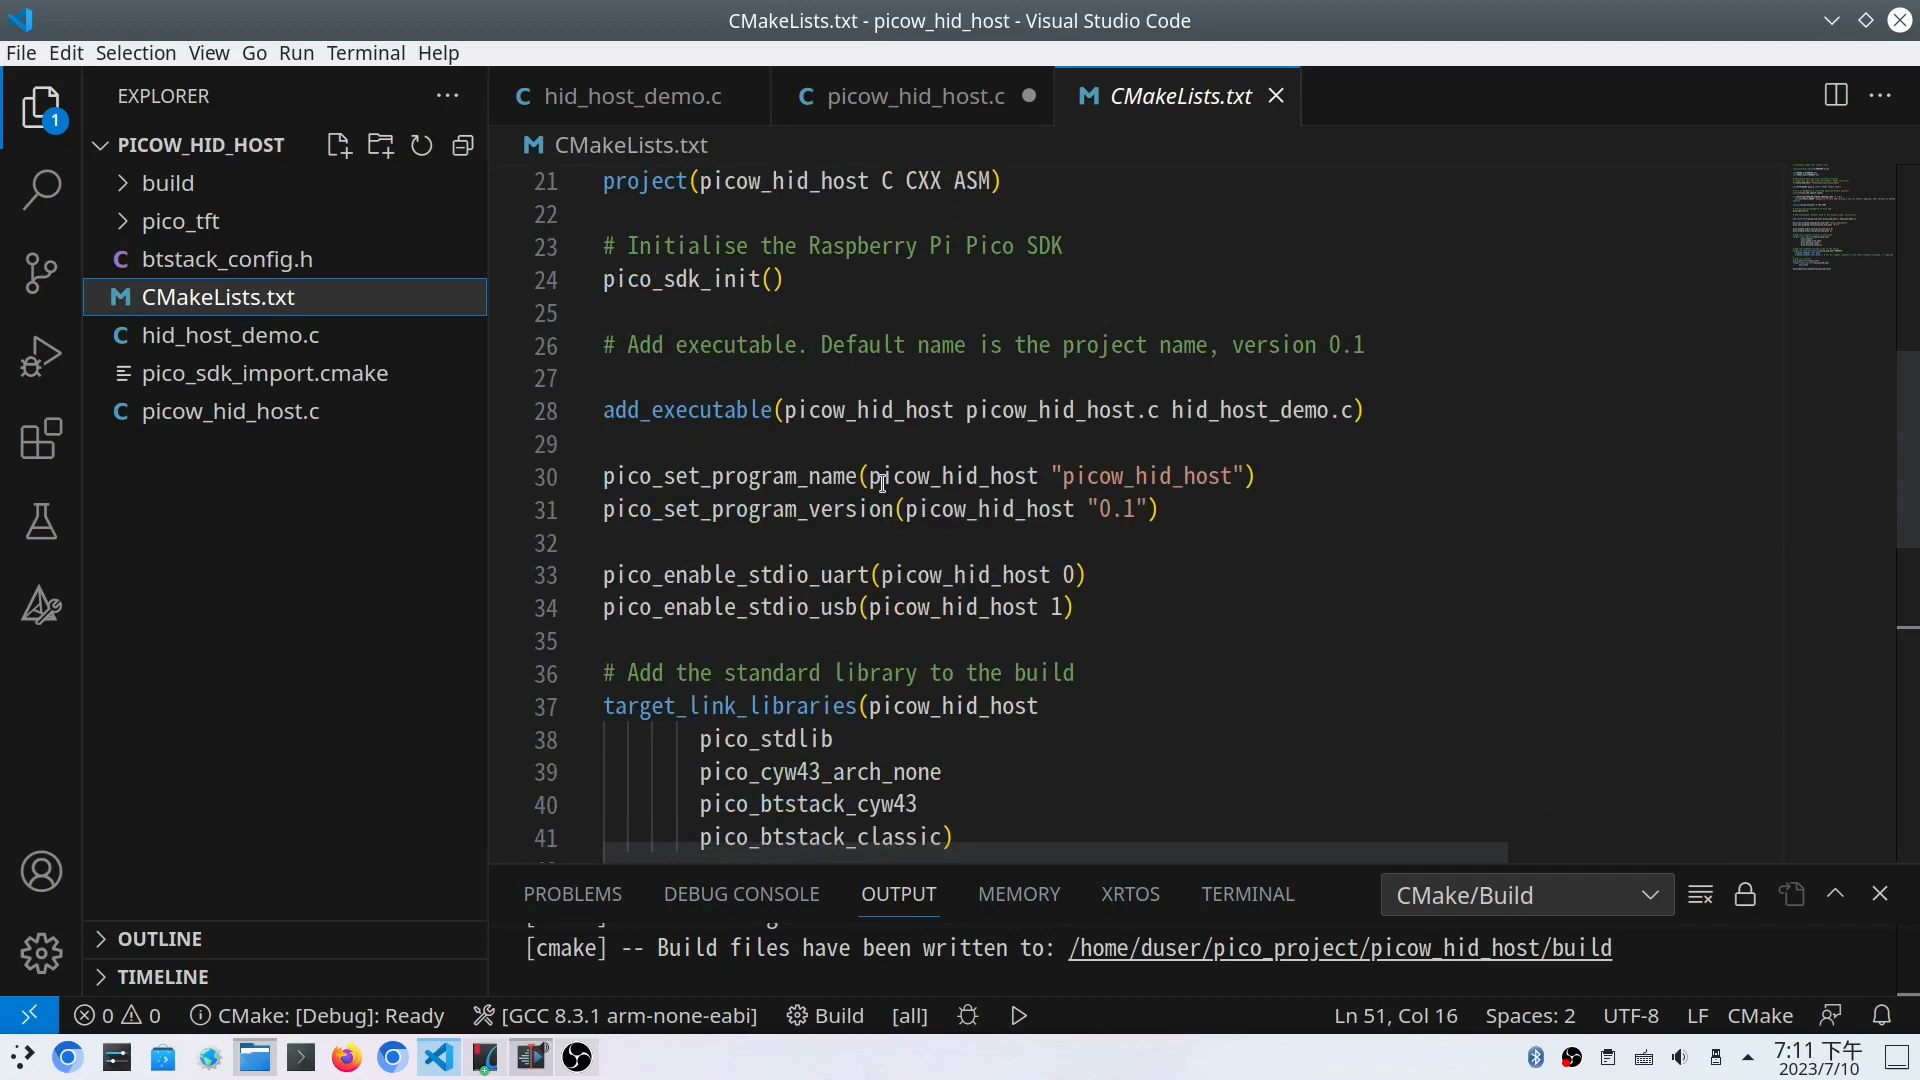 CMakeLists.txt - picow_hid_host - Visual Studio Code
File Edit Selection View Go Run Terminal Help
1
EXPLORER
PICOW_HID_HOST
build
pico_tft
btstack_config.h
CMakeLists.txt
hid_host_demo.c
pico_sdk_import.cmake
picow_hid_host.c
OUTLINE
TIMELINE
hid_host_demo.c picow_hid_host.c CMakeLists.txt
CMakeLists.txt
21 project(picow_hid_host C CXX ASM)
22
23 # Initialise the Raspberry Pi Pico SDK
24 pico_sdk_init()
25
26 # Add executable. Default name is the project name, version 0.1
27
28 add_executable(picow_hid_host picow_hid_host.c hid_host_demo.c)
29
30 pico_set_program_name(picow_hid_host "picow_hid_host")
31 pico_set_program_version(picow_hid_host "0.1")
32
33 pico_enable_stdio_uart(picow_hid_host 0)
34 pico_enable_stdio_usb(picow_hid_host 1)
35
36 # Add the standard library to the build
37 target_link_libraries(picow_hid_host
38 pico_stdlib
39 pico_cyw43_arch_none
40 pico_btstack_cyw43
41 pico_btstack_classic)
PROBLEMS DEBUG CONSOLE OUTPUT MEMORY XRTOS TERMINAL CMake/Build
[cmake] -- Build files have been written to: /home/duser/pico_project/picow_hid_host/build
0 0 CMake: [Debug]: Ready [GCC 8.3.1 arm-none-eabi] Build [all] Ln 51, Col 16 Spaces: 2 UTF-8 LF CMake
7:11 下午
2023/7/10